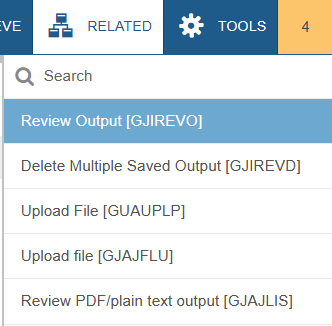 EVE RELATED TOOLS 4
Search
Review Output [GJIREVO]
Delete Multiple Saved Output [GJIREVD]
Upload File [GUAUPLP]
Upload file [GJAJFLU]
Review PDF/plain text output [GJAJLIS]